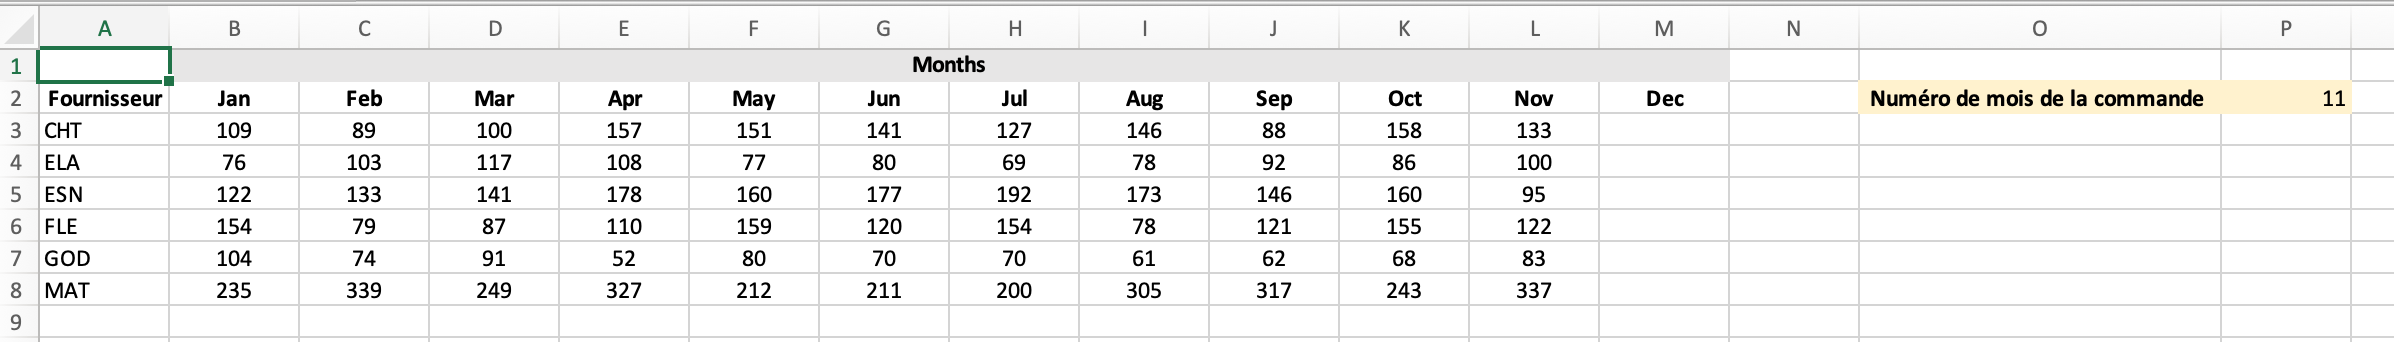 A B C D E F G H I J K L M N O P
1 Months
2 Fournisseur Jan Feb Mar Apr May Jun Jul Aug Sep Oct Nov Dec Numéro de mois de la commande 11
3 CHT 109 89 100 157 151 141 127 146 88 158 133
4 ELA 76 103 117 108 77 80 69 78 92 86 100
5 ESN 122 133 141 178 160 177 192 173 146 160 95
6 FLE 154 79 87 110 159 120 154 78 121 155 122
7 GOD 104 74 91 52 80 70 70 61 62 68 83
8 MAT 235 339 249 327 212 211 200 305 317 243 337
9